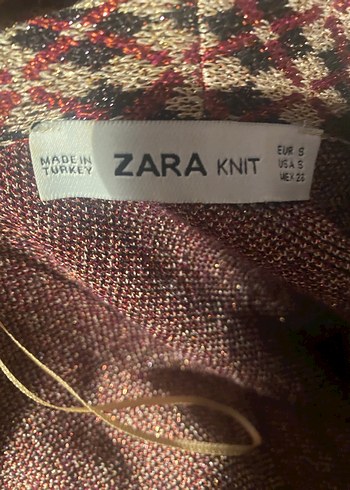 MADE IN
TURKEY
ZARA KNIT
EUR S
USA S
MEX 26